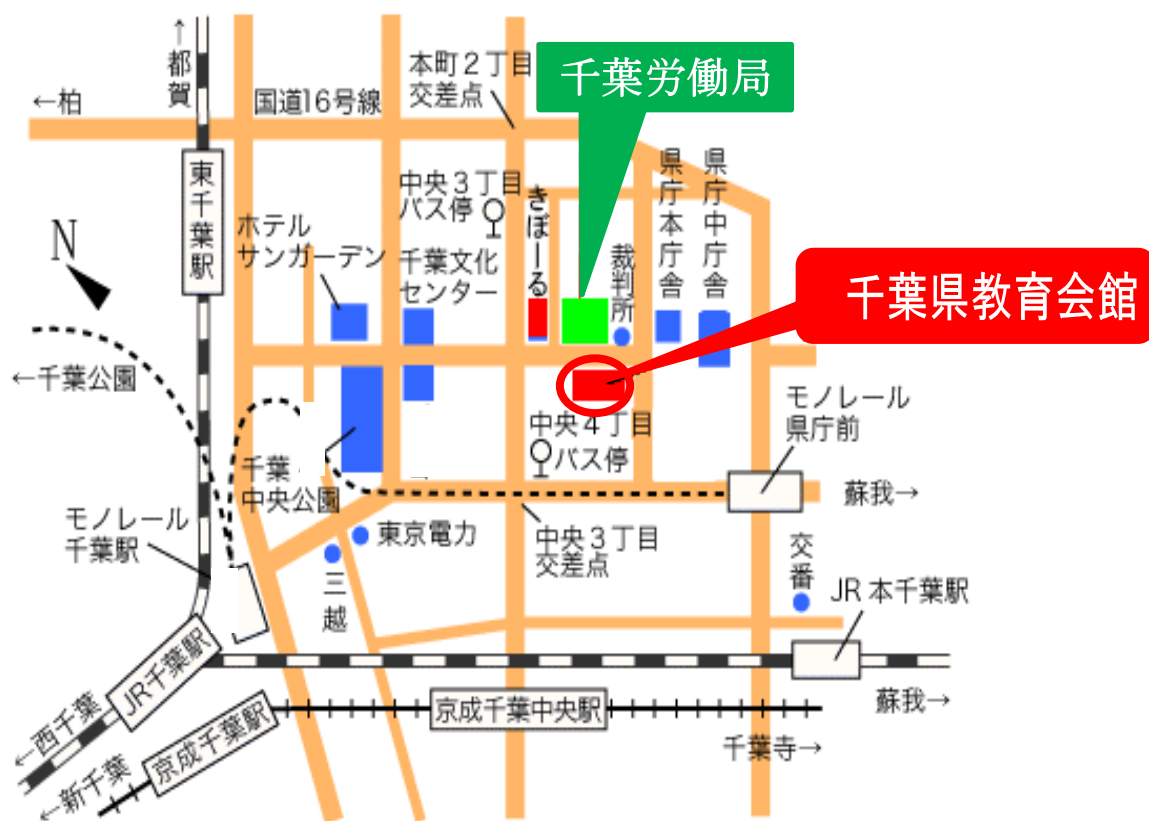 ↑都賀
本町2丁目
交差点
千葉労働局
←柏
国道16号線
東千葉駅
中央3丁目
バス停
きぼーる
県庁本庁舎
県庁中庁舎
N
ホテル
サンガーデン
千葉文化
センター
裁判所
千葉県教育会館
←千葉公園
モノレール
県庁前
中央4丁目
バス停
千葉
中央公園
蘇我→
モノレール
千葉駅
東京電力
中央3丁目
交差点
交番
三越
JR本千葉駅
JR千葉駅
←西千葉
京成千葉駅
京成千葉中央駅
蘇我→
千葉寺→
←新千葉